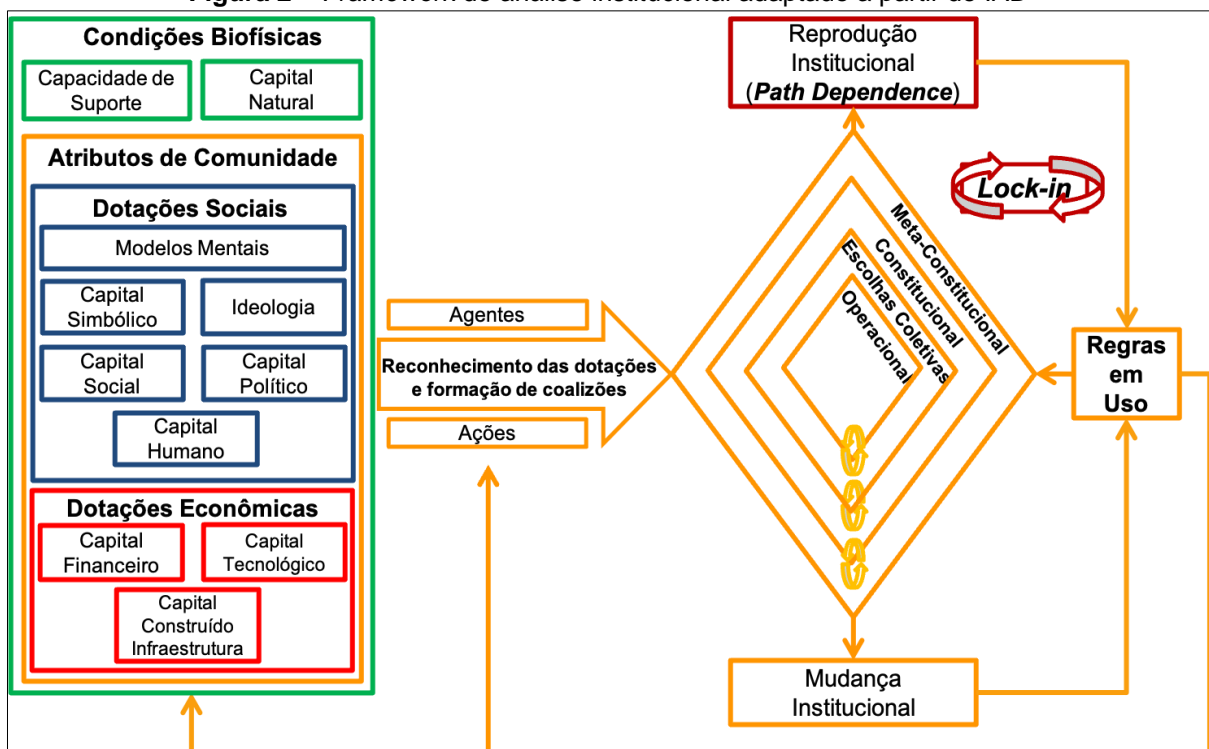 Figura 2 – Framework de análise institucional adaptado a partir do IAD
Condições Biofísicas
Capacidade de
Suporte
Capital
Natural
Atributos de Comunidade
Dotações Sociais
Modelos Mentais
Capital
Simbólico
Ideologia
Capital
Social
Capital
Político
Capital
Humano
Dotações Econômicas
Capital
Financeiro
Capital
Tecnológico
Capital
Construído
Infraestrutura
Agentes
Reconhecimento das dotações
e formação de coalizões
Ações
Reprodução
Institucional
(Path Dependence)
Lock-in
Meta-Constitucional
Constitucional
Escolhas Coletivas
Operacional
Regras
em
Uso
Mudança
Institucional